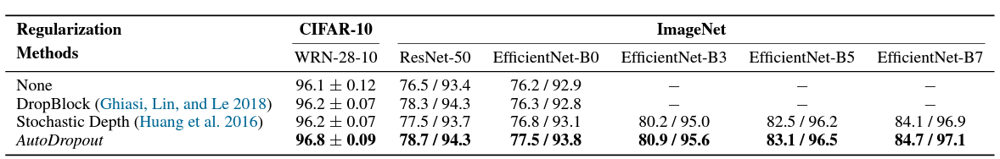 Regularization Methods CIFAR-10 ImageNet
WRN-28-10 ResNet-50 EfficientNet-B0 EfficientNet-B3 EfficientNet-B5 EfficientNet-B7
None 96.1 ± 0.12 76.5 / 93.4 76.2 / 92.9 − − −
DropBlock (Ghiasi, Lin, and Le 2018) 96.2 ± 0.07 78.3 / 94.3 76.3 / 92.8 − − −
Stochastic Depth (Huang et al. 2016) 96.2 ± 0.07 77.5 / 93.7 76.8 / 93.1 80.2 / 95.0 82.5 / 96.2 84.1 / 96.9
AutoDropout 96.8 ± 0.09 78.7 / 94.3 77.5 / 93.8 80.9 / 95.6 83.1 / 96.5 84.7 / 97.1